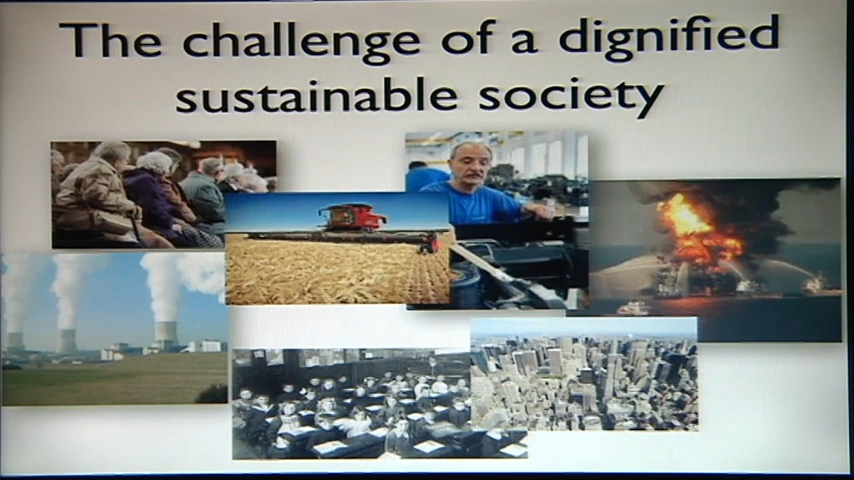 The challenge of a dignified
sustainable society